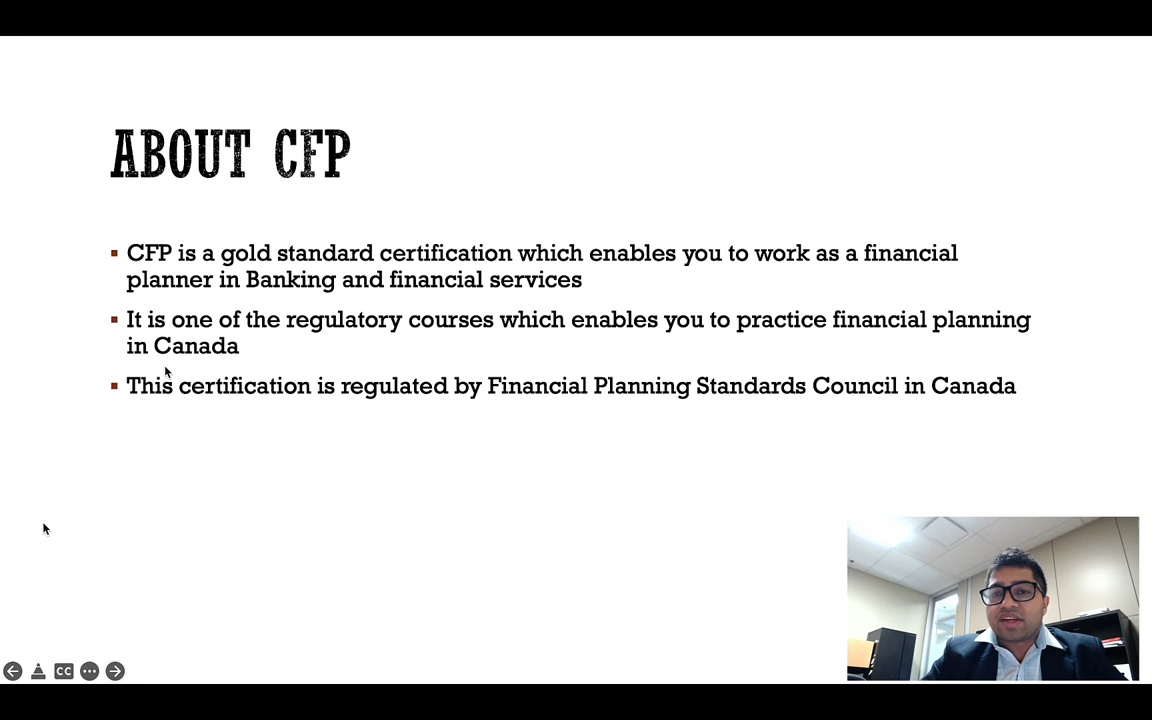 ABOUT CFP
CFP is a gold standard certification which enables you to work as a financial
planner in Banking and financial services
It is one of the regulatory courses which enables you to practice financial planning
in Canada
This certification is regulated by Financial Planning Standards Council in Canada
CC